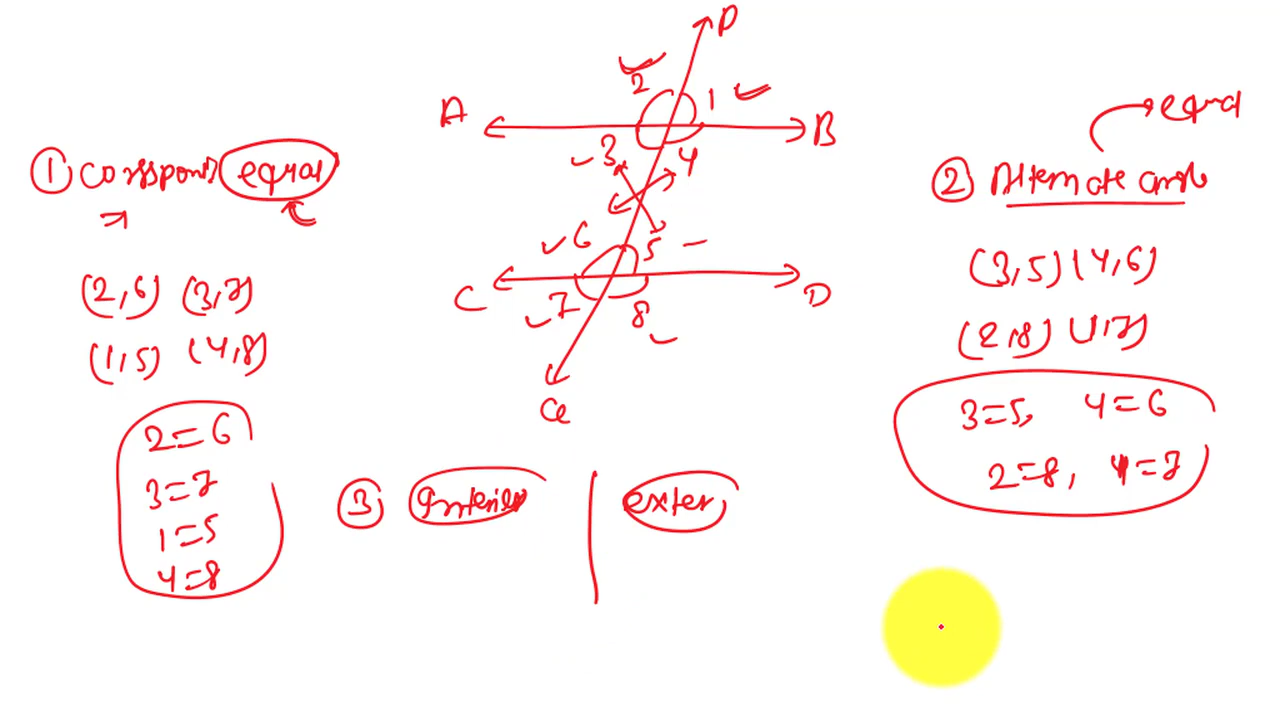 P
2 1
A B
3 4
6 5
C D
7 8
Q
① Corrspond equal
(2,6) (3,7)
(1,5) (4,8)
2=6
3=7
1=5
4=8
② Alternate angle
equal
(3,5) (4,6)
(2,8) (1,7)
3=5, 4=6
2=8, 1=7
③ Interier exter